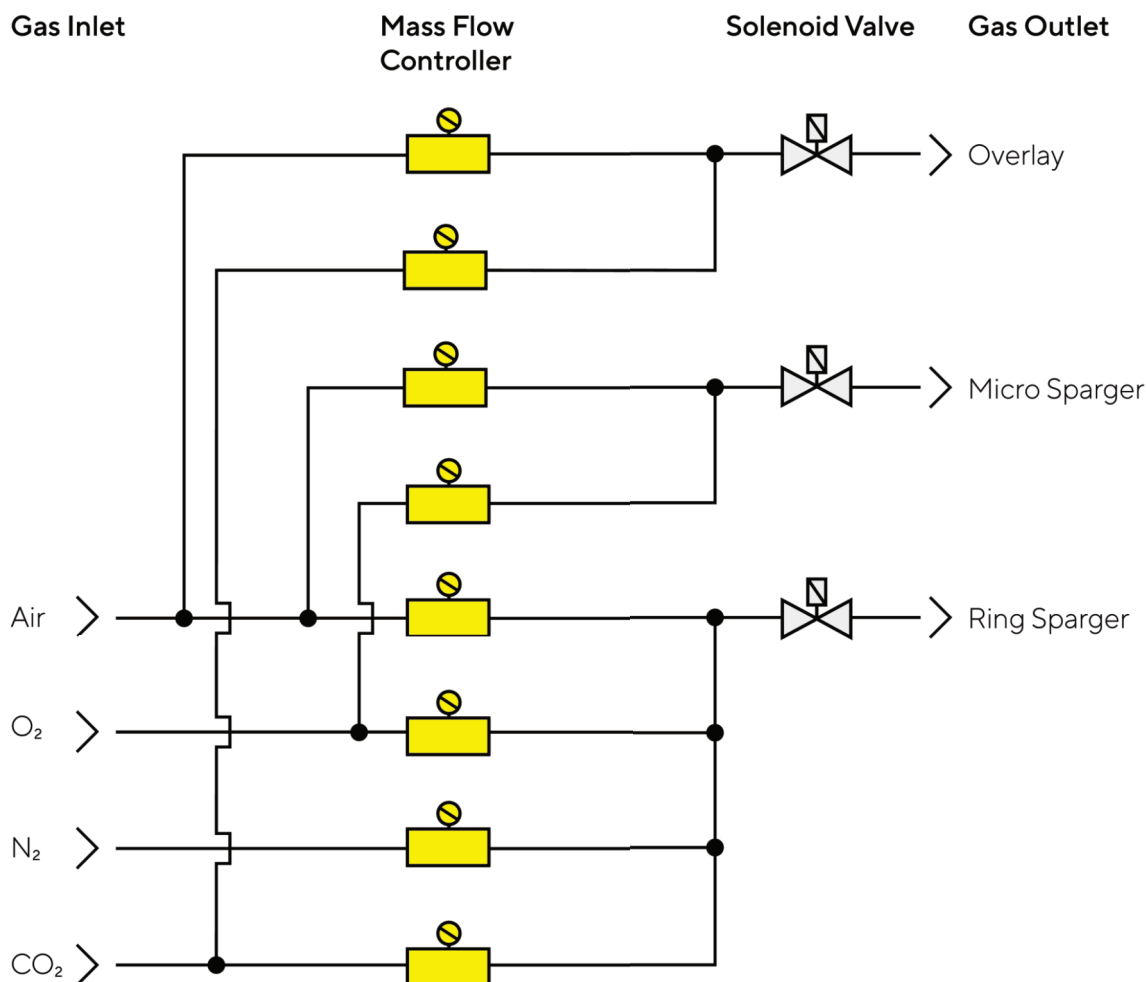 Gas Inlet
Mass Flow
Controller
Solenoid Valve
Gas Outlet
Overlay
Micro Sparger
Air
Ring Sparger
O₂
N₂
CO₂